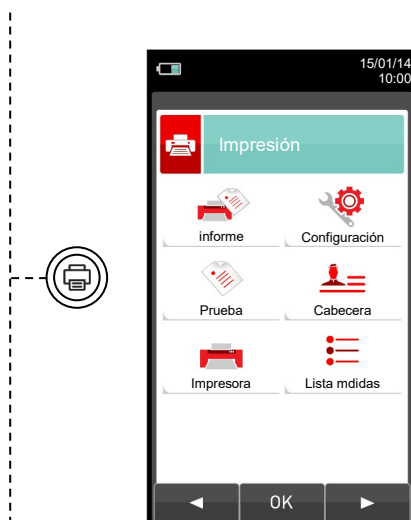 15/01/14
10:00
Impresión
informe
Configuración
Prueba
Cabecera
Impresora
Lista mdidas
OK